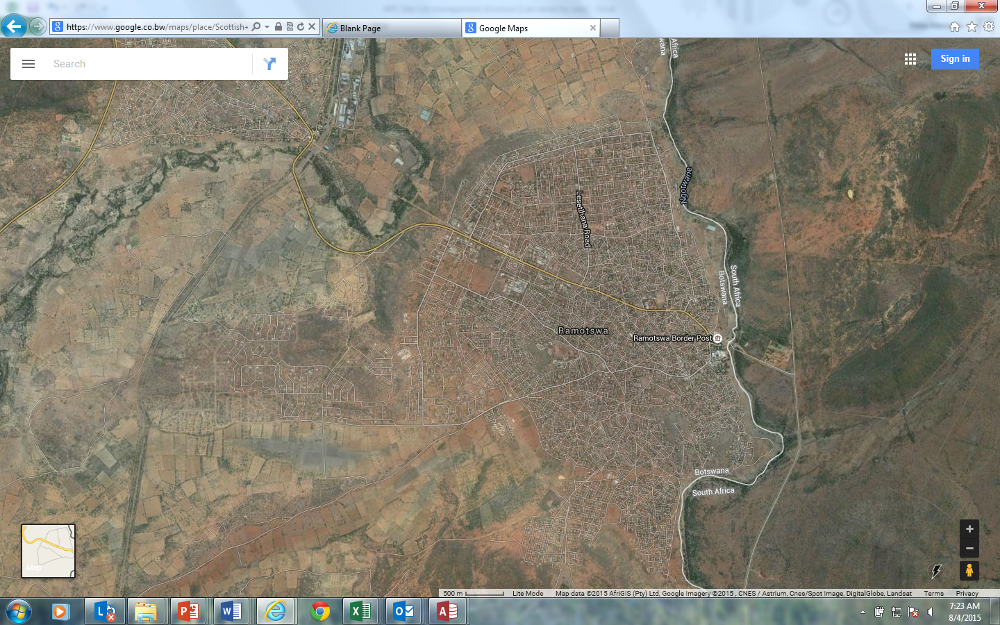 https://www.google.co.bw/maps/place/Scottish+
Blank Page
Google Maps
Search
Sign in
Africa
wana
Ngotwane
Lesetlhana Road
South Africa
Botswana
Ramotswa
Ramotswa Border Post
Botswana
South Africa
Map
500 m
Lite Mode
Map data ©2015 AfriGIS (Pty) Ltd, Google Imagery ©2015 , CNES / Astrium, Cnes/Spot Image, DigitalGlobe, Landsat
Terms
Privacy
7:23 AM
8/4/2015